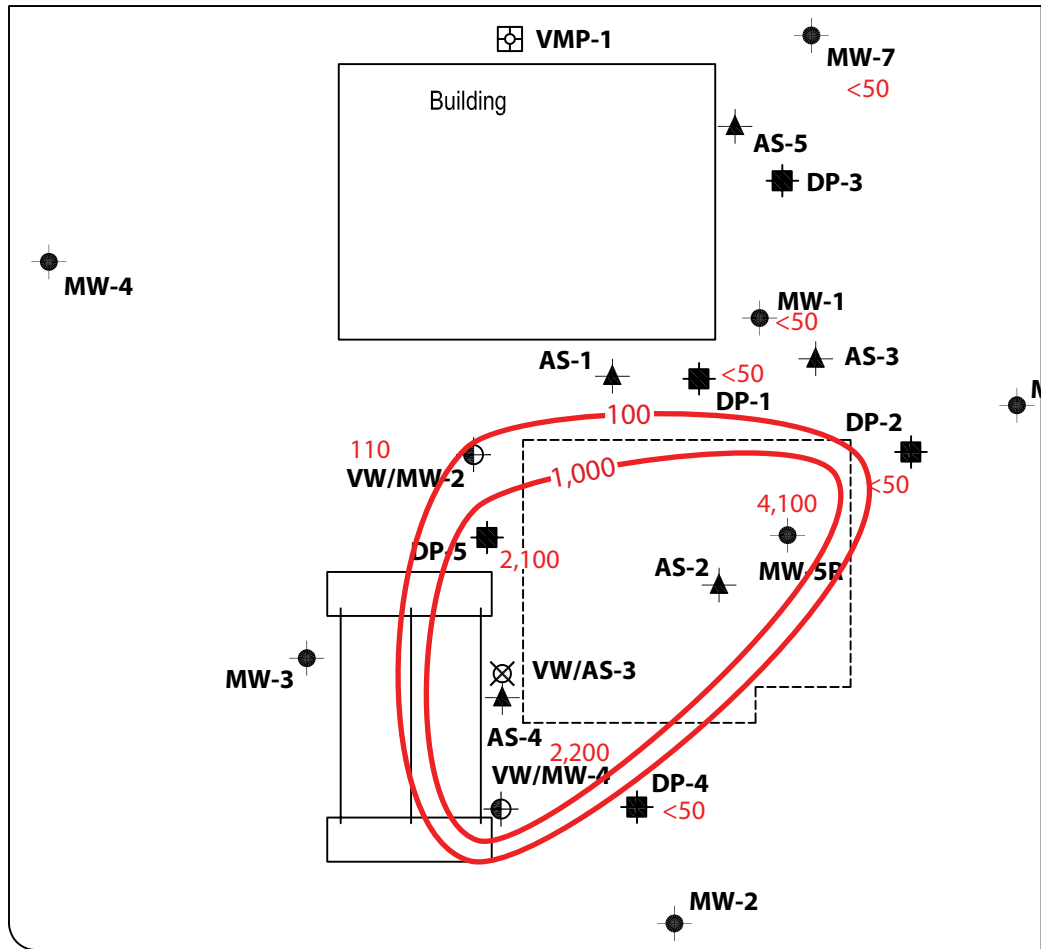 VMP-1
MW-7
<50
Building
AS-5
DP-3
MW-4
MW-1
<50
AS-3
AS-1
<50
DP-1
100
DP-2
110
VW/MW-2
1,000
<50
4,100
DP-5
2,100
AS-2
MW-5R
MW-3
VW/AS-3
AS-4
2,200
VW/MW-4
DP-4
<50
MW-2